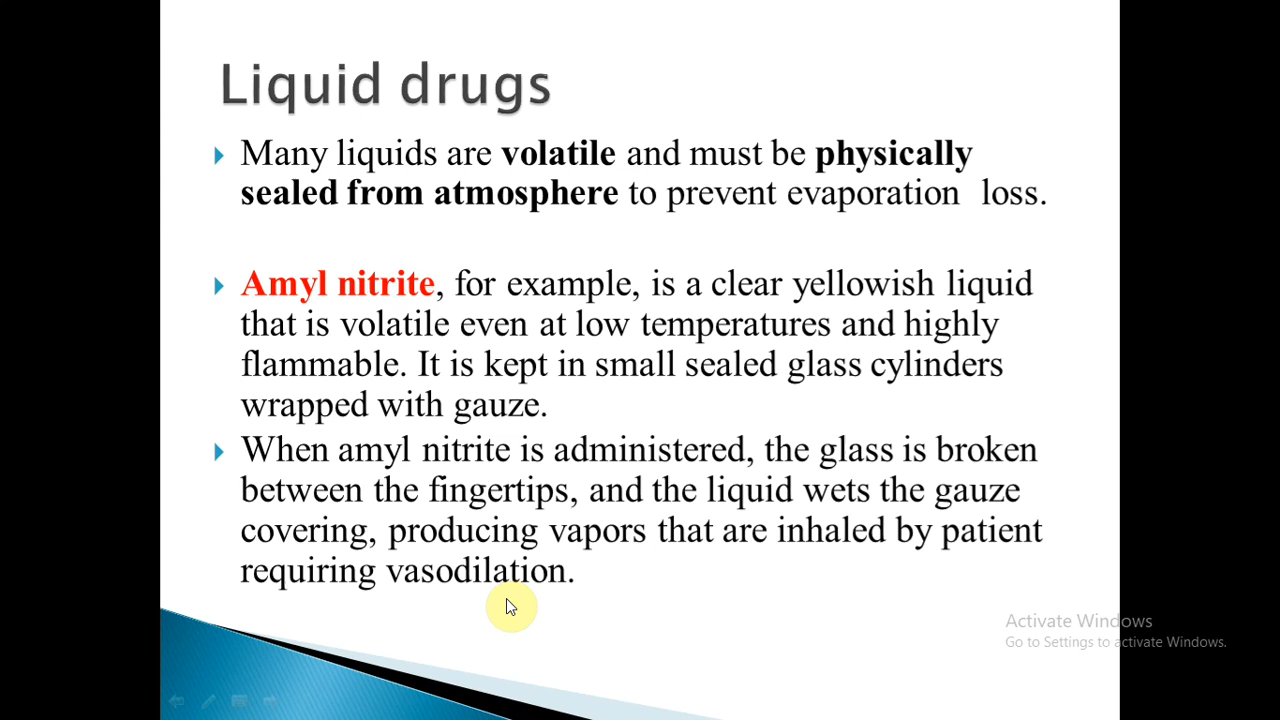 Liquid drugs
Many liquids are volatile and must be physically
sealed from atmosphere to prevent evaporation loss.
Amyl nitrite, for example, is a clear yellowish liquid
that is volatile even at low temperatures and highly
flammable. It is kept in small sealed glass cylinders
wrapped with gauze.
When amyl nitrite is administered, the glass is broken
between the fingertips, and the liquid wets the gauze
covering, producing vapors that are inhaled by patient
requiring vasodilation.
Activate Windows
Go to Settings to activate Windows.